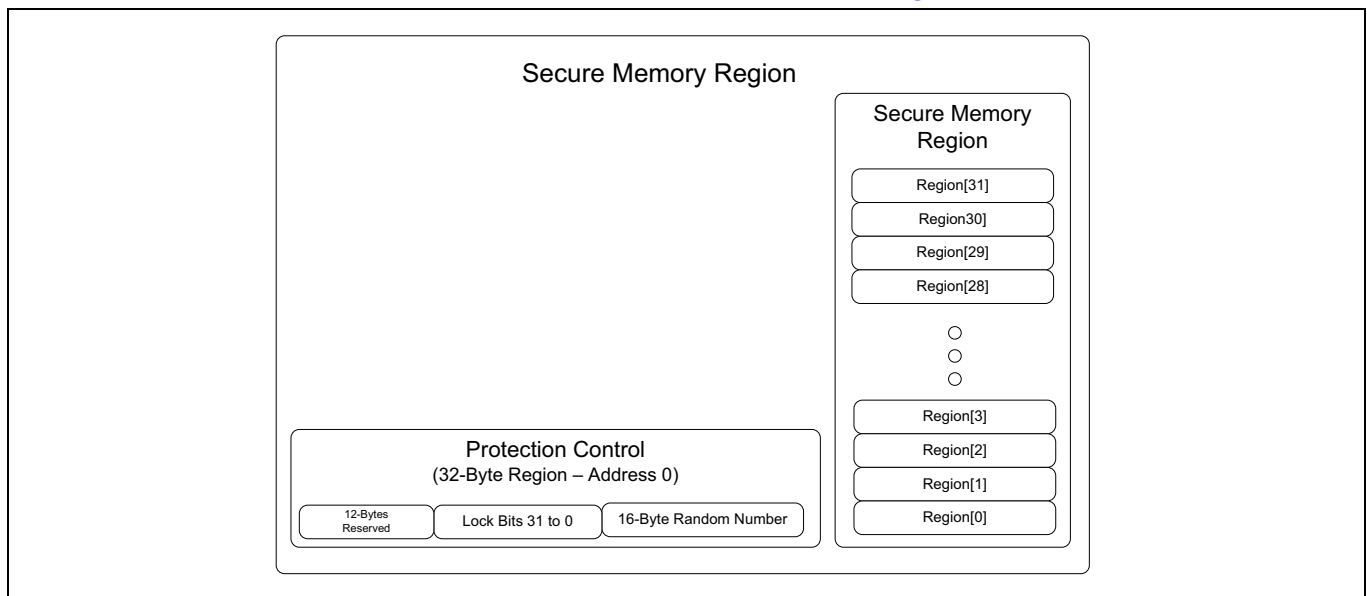 Secure Memory Region
Secure Memory
Region
Region[31]
Region30]
Region[29]
Region[28]
Region[3]
Region[2]
Region[1]
Region[0]
Protection Control
(32-Byte Region – Address 0)
12-Bytes
Reserved
Lock Bits 31 to 0
16-Byte Random Number